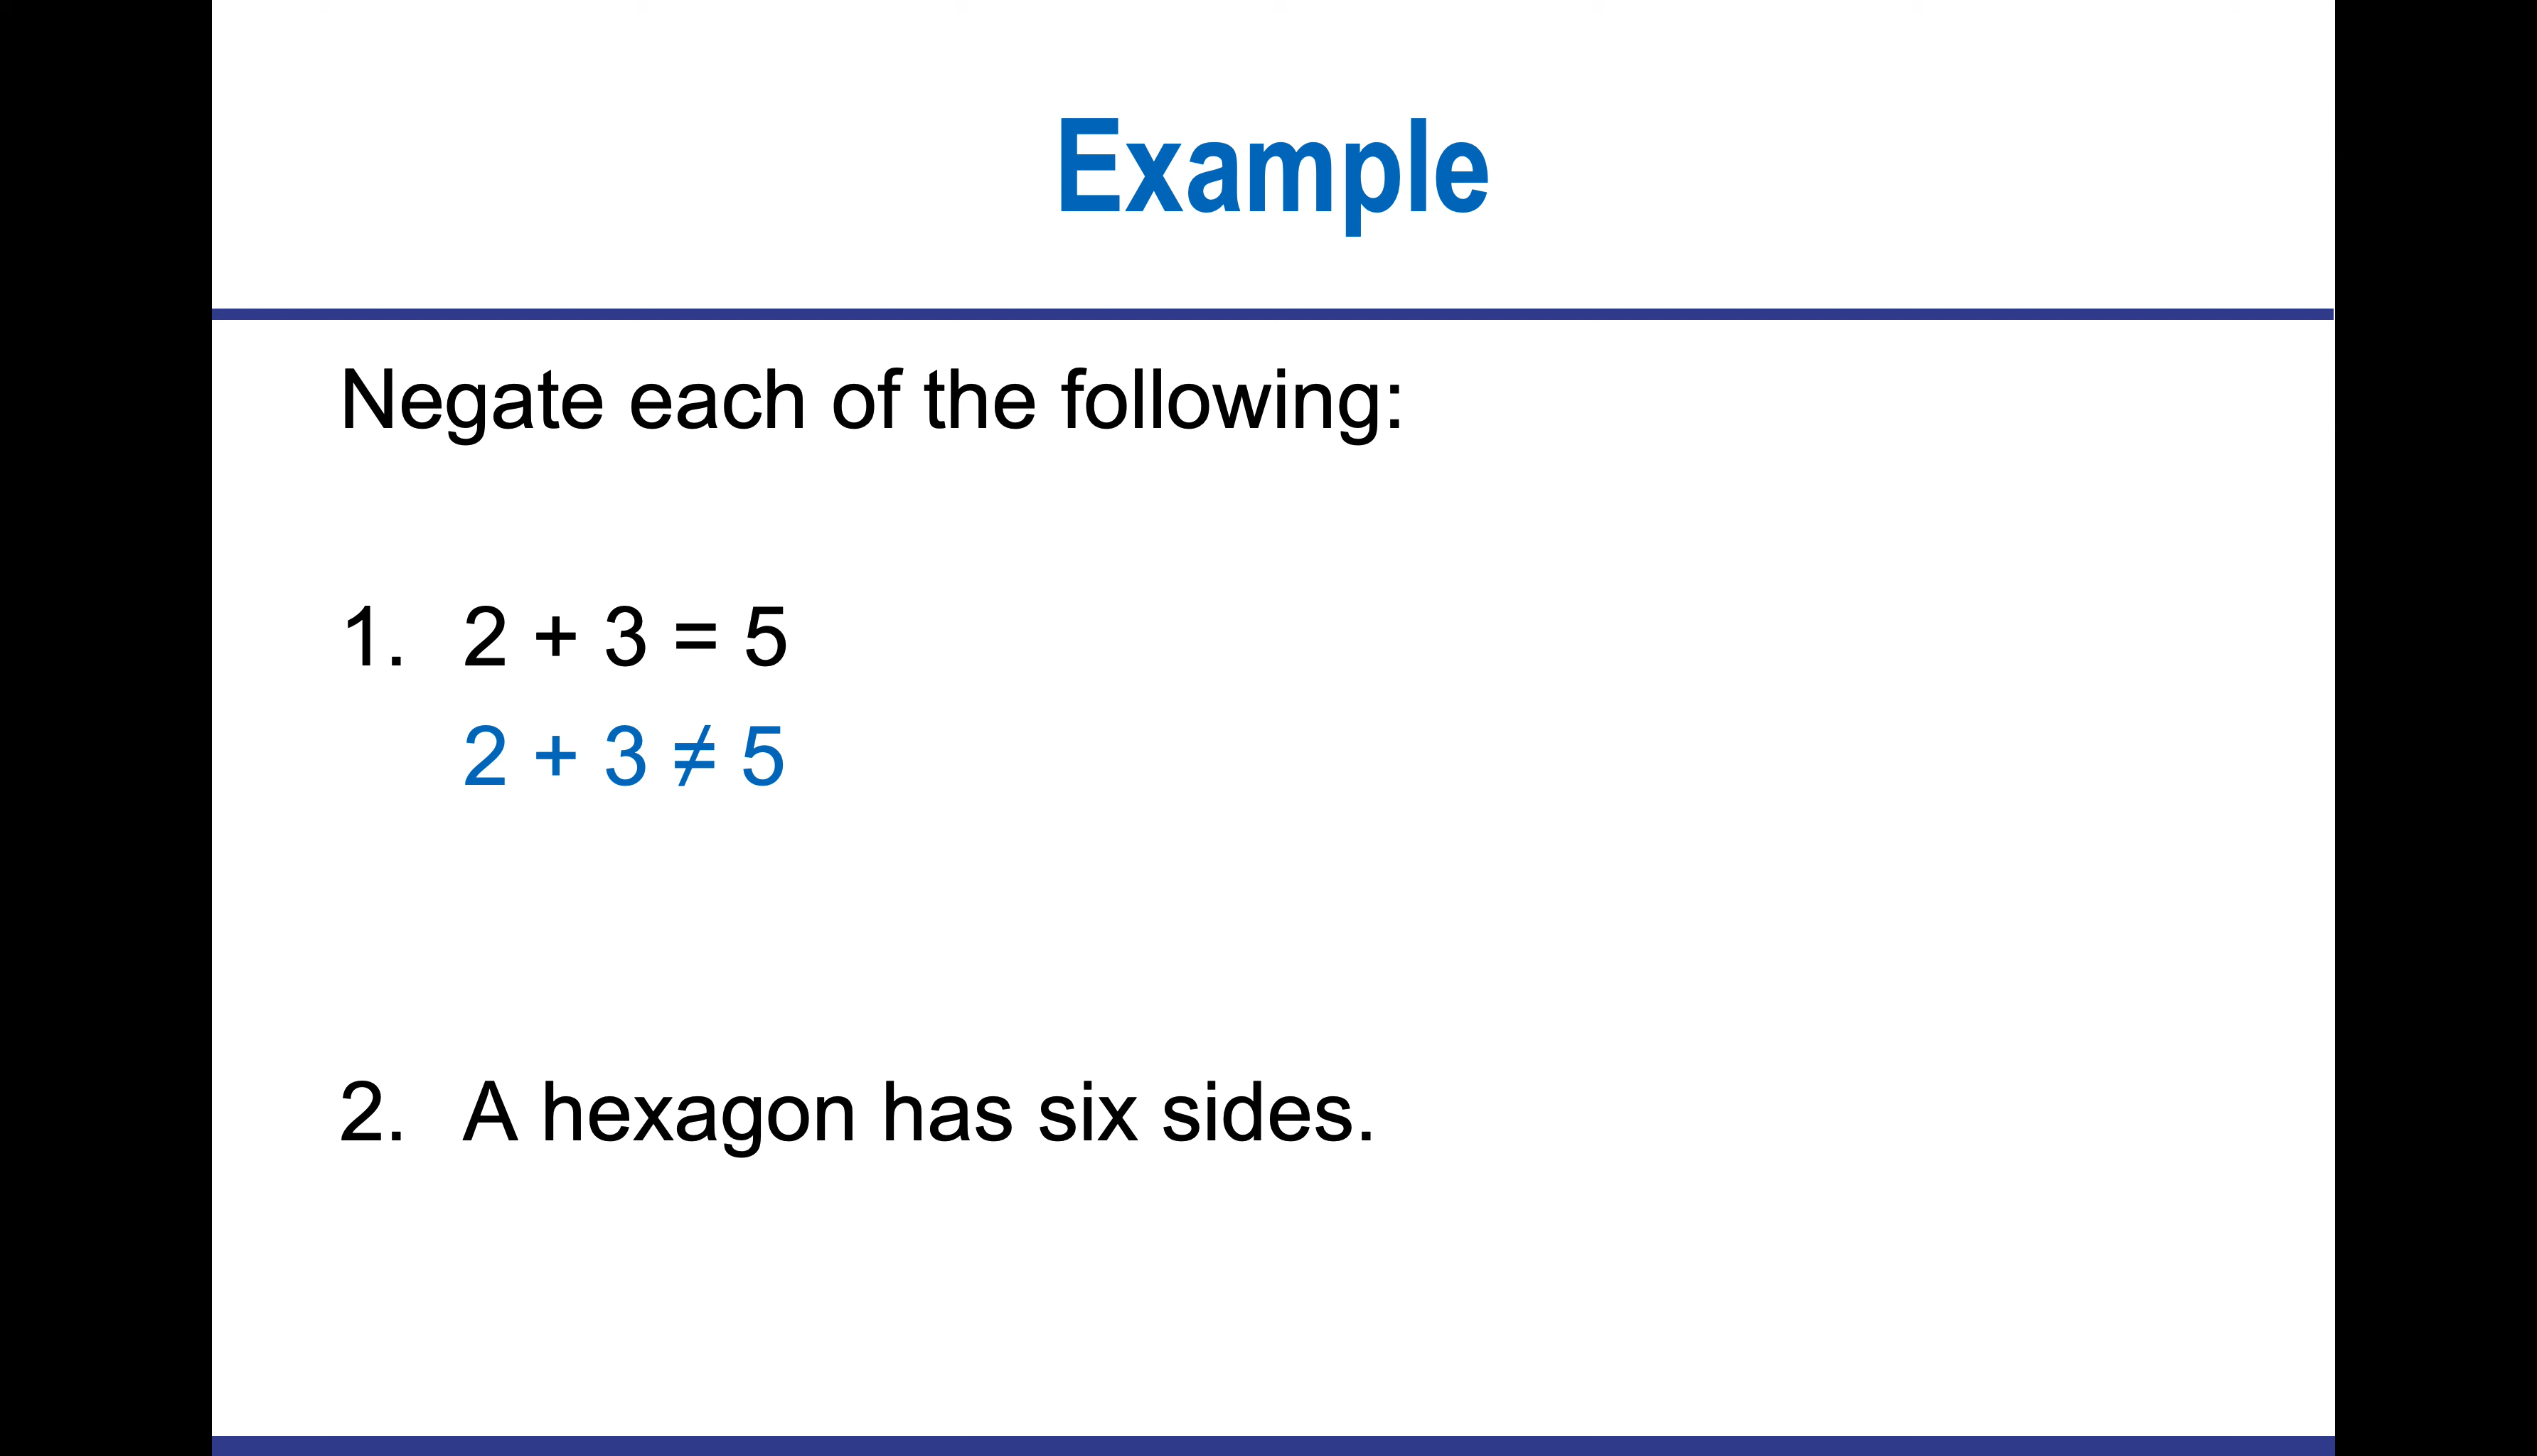 Example
Negate each of the following:
1. 2 + 3 = 5
2 + 3 ≠ 5
2. A hexagon has six sides.